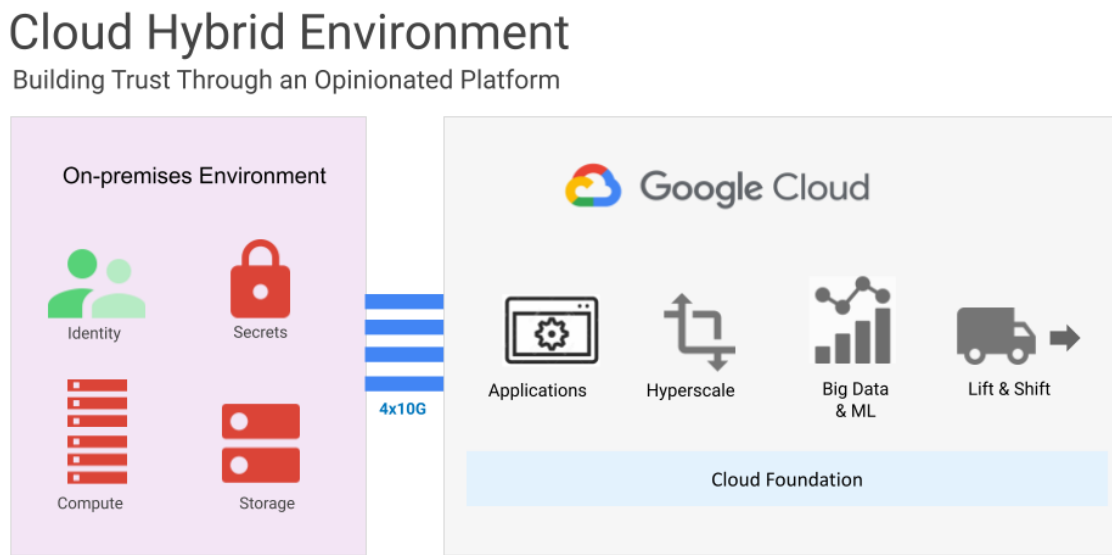 Cloud Hybrid Environment
Building Trust Through an Opinionated Platform
On-premises Environment
Identity
Secrets
Compute
Storage
4x10G
Google Cloud
Applications
Hyperscale
Big Data
& ML
Lift & Shift
Cloud Foundation